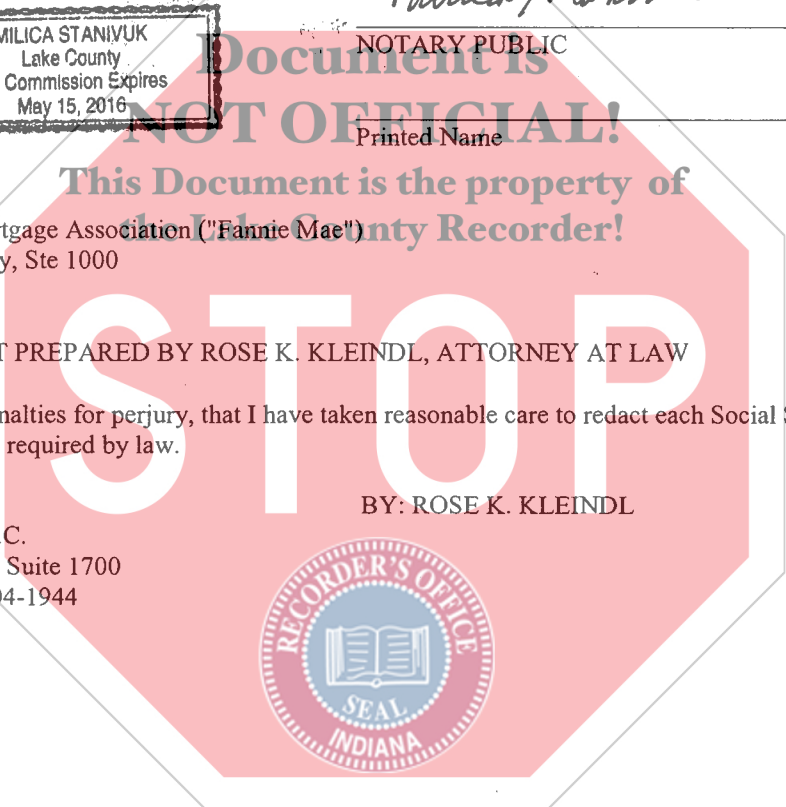 MILICA STANIVUK
Lake County
Commission Expires
May 15, 2016
NOTARY PUBLIC
Document is
NOT OFFICIAL!
Printed Name
This Document is the property of
the Lake County Recorder!
tgage Association ("Fannie Mae")
y, Ste 1000
T PREPARED BY ROSE K. KLEINDL, ATTORNEY AT LAW
nalties for perjury, that I have taken reasonable care to redact each Social S
required by law.
STOP
BY: ROSE K. KLEINDL
.C.
Suite 1700
04-1944
RECORDER'S OFFICE
SEAL
INDIANA